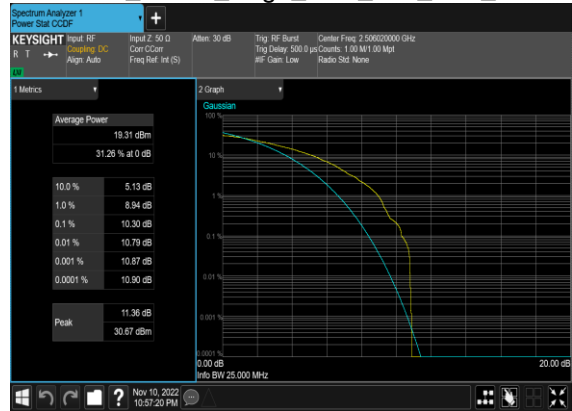 Spectrum Analyzer 1
Power Stat CCDF
+
KEYSIGHT
R T
LXI
Input: RF
Coupling: DC
Align: Auto
Input Z: 50 Ω
Corr CCorr
Freq Ref: Int (S)
Atten: 30 dB
Trig: RF Burst
Trig Delay: 500.0 µs
#IF Gain: Low
Center Freq: 2.506020000 GHz
Counts: 1.00 M/1.00 Mpt
Radio Std: None
1 Metrics
Average Power
19.31 dBm
31.26 % at 0 dB
10.0 % 5.13 dB
1.0 % 8.94 dB
0.1 % 10.30 dB
0.01 % 10.79 dB
0.001 % 10.87 dB
0.0001 % 10.90 dB
Peak
11.36 dB
30.67 dBm
2 Graph
Gaussian
100 %
10 %
1 %
0.1 %
0.01 %
0.001 %
0.0001 %
0.00 dB 20.00 dB
Info BW 25.000 MHz
?
Nov 10, 2022
10:57:20 PM